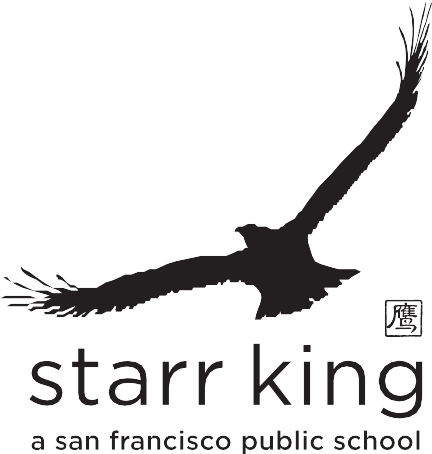 鷹
starr king
a san francisco public school